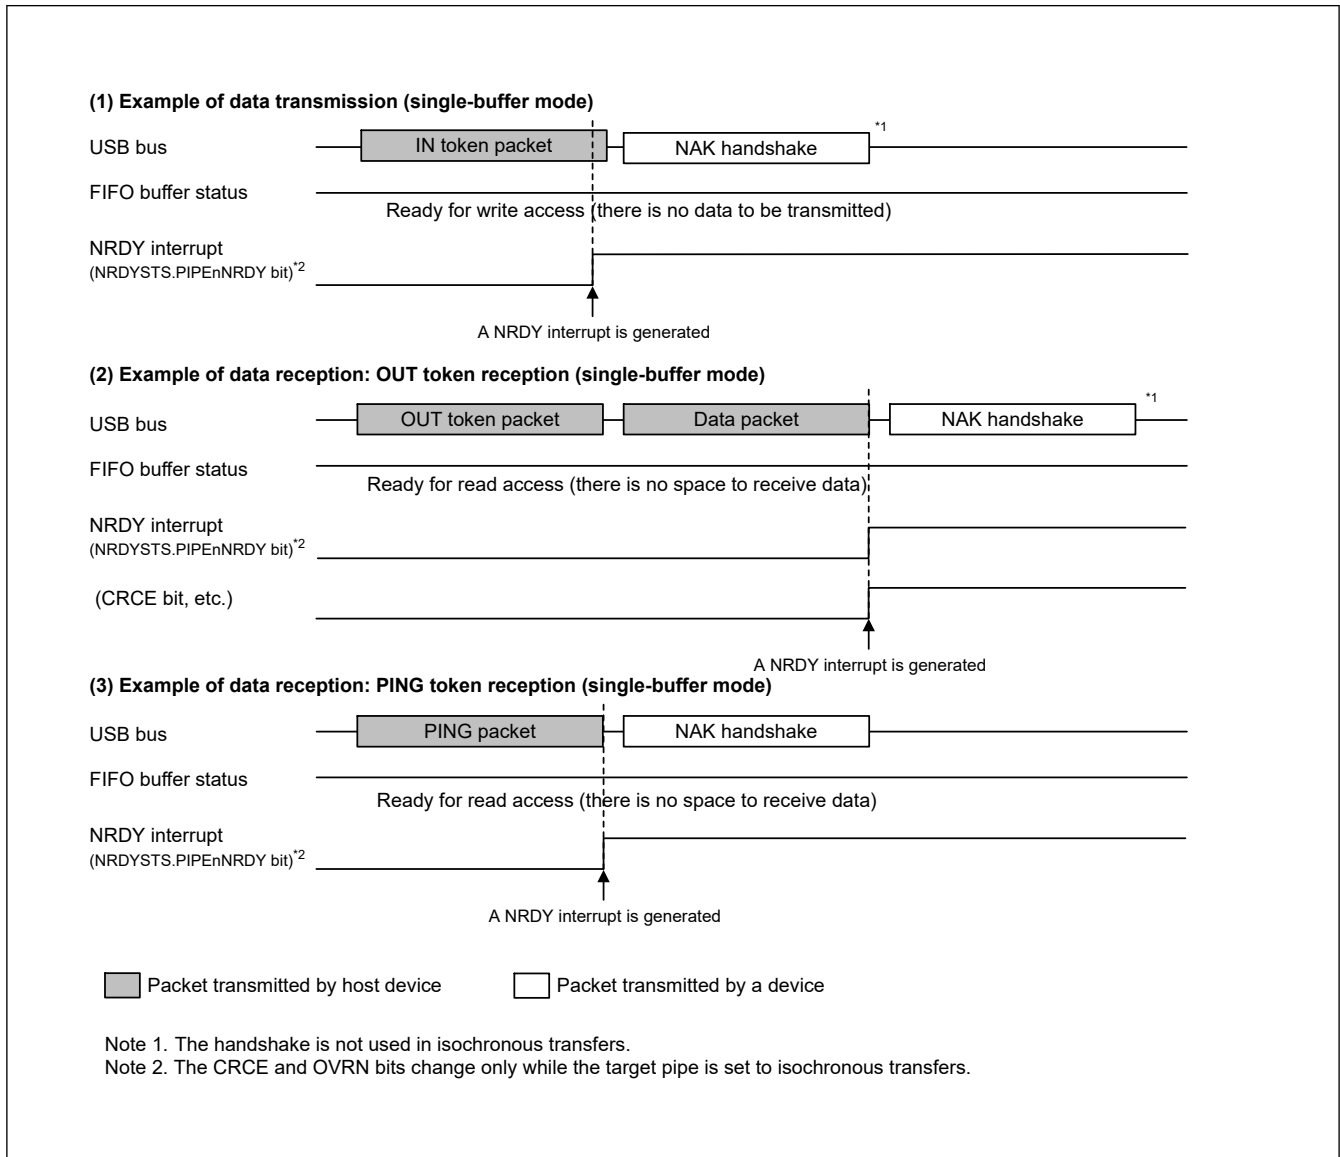 (1) Example of data transmission (single-buffer mode)
USB bus
IN token packet
NAK handshake
*1
FIFO buffer status
Ready for write access (there is no data to be transmitted)
NRDY interrupt
(NRDYSTS.PIPEnNRDY bit)*2
A NRDY interrupt is generated
(2) Example of data reception: OUT token reception (single-buffer mode)
USB bus
OUT token packet
Data packet
NAK handshake
*1
FIFO buffer status
Ready for read access (there is no space to receive data)
NRDY interrupt
(NRDYSTS.PIPEnNRDY bit)*2
(CRCE bit, etc.)
A NRDY interrupt is generated
(3) Example of data reception: PING token reception (single-buffer mode)
USB bus
PING packet
NAK handshake
FIFO buffer status
Ready for read access (there is no space to receive data)
NRDY interrupt
(NRDYSTS.PIPEnNRDY bit)*2
A NRDY interrupt is generated
Packet transmitted by host device
Packet transmitted by a device
Note 1. The handshake is not used in isochronous transfers.
Note 2. The CRCE and OVRN bits change only while the target pipe is set to isochronous transfers.